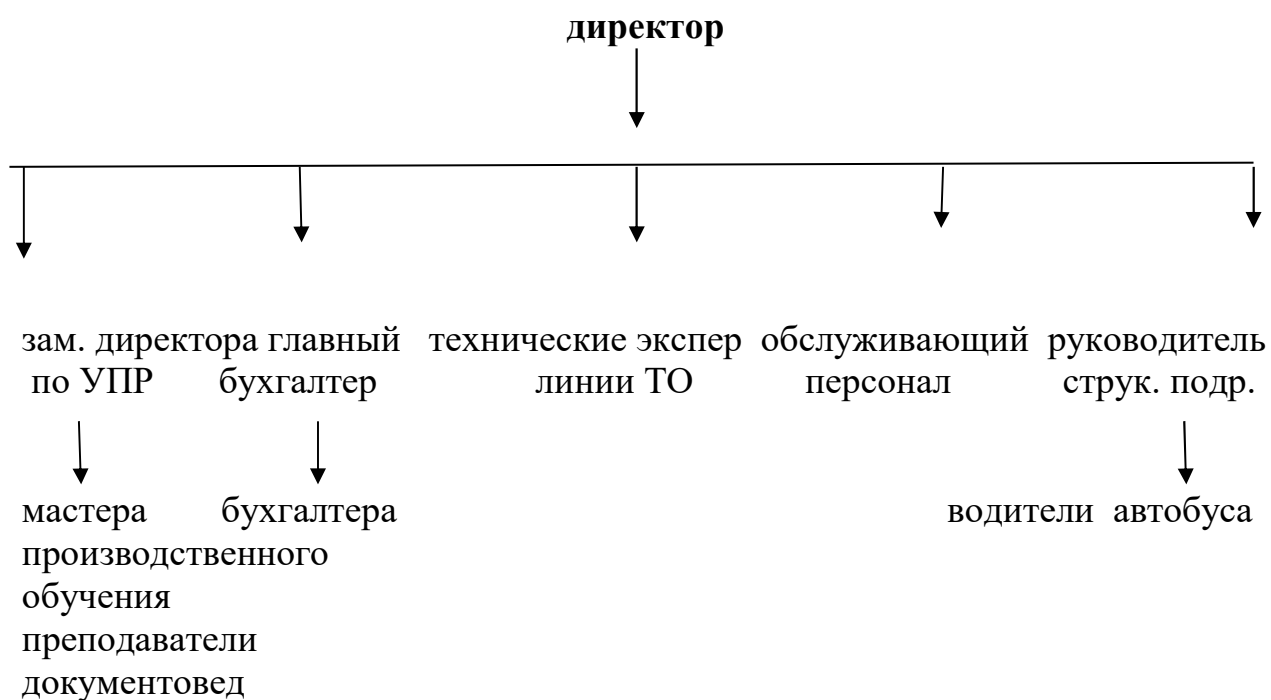 директор
зам. директора главный технические экспер обслуживающий руководитель
по УПР бухгалтер линии ТО персонал струк. подр.
мастера бухгалтера водители автобуса
производственного
обучения
преподаватели
документовед